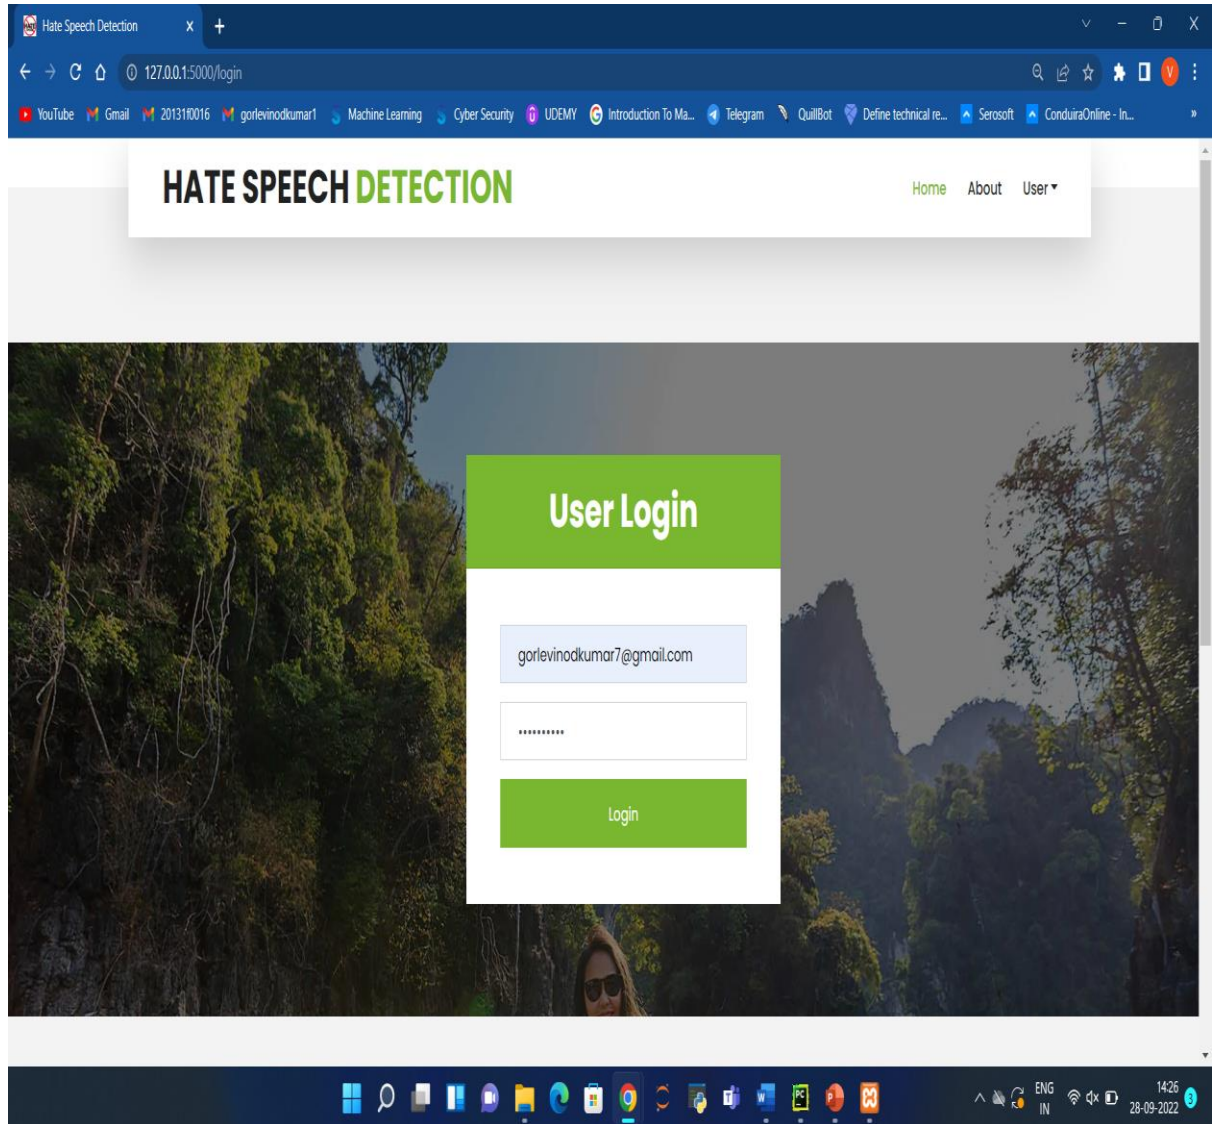 Hate Speech Detection
127.0.0.1:5000/login
YouTube Gmail 20131f0016 gorlevinodkumar1 Machine Learning Cyber Security UDEMY Introduction To Ma... Telegram QuillBot Define technical re... Serosoft ConduiraOnline - In... »
HATE SPEECH DETECTION
Home About User
User Login
gorlevinodkumar7@gmail.com
Login
ENG
IN
14:26
28-09-2022
3